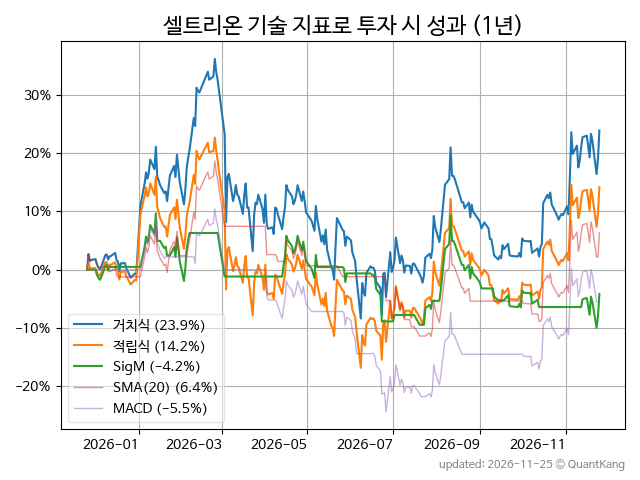 셀트리온 기술 지표로 투자 시 성과 (1년)
30%
20%
10%
0%
−10%
−20%
거치식 (23.9%)
적립식 (14.2%)
SigM (−4.2%)
SMA(20) (6.4%)
MACD (−5.5%)
2026-01 2026-03 2026-05 2026-07 2026-09 2026-11
updated: 2026-11-25 © QuantKang